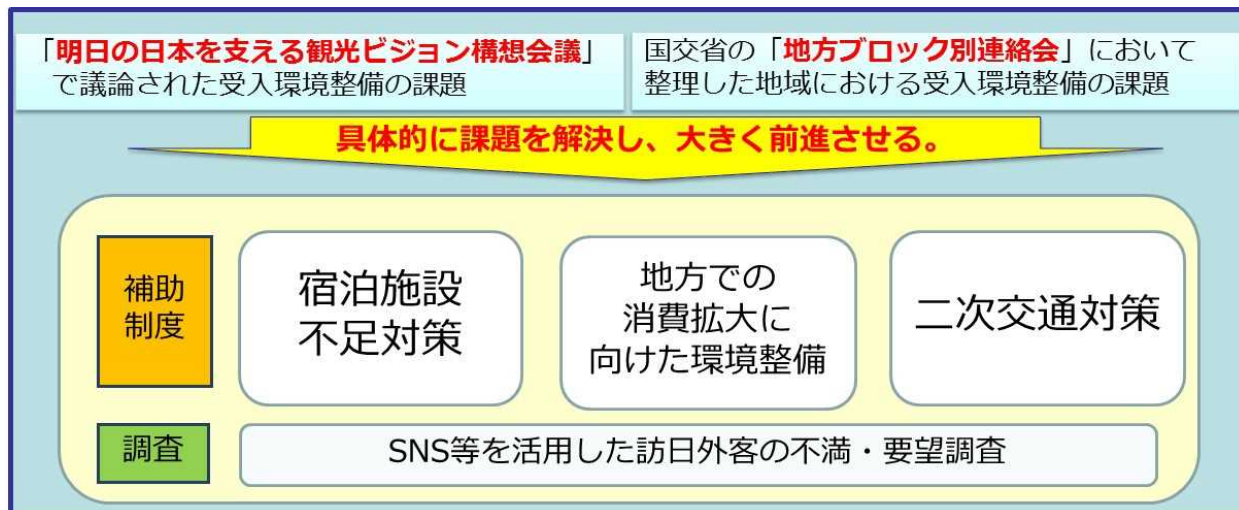 「明日の日本を支える観光ビジョン構想会議」
で議論された受入環境整備の課題
国交省の「地方ブロック別連絡会」において
整理した地域における受入環境整備の課題
具体的に課題を解決し、大きく前進させる。
補助
制度
宿泊施設
不足対策
地方での
消費拡大に
向けた環境整備
二次交通対策
調査
SNS等を活用した訪日外客の不満・要望調査